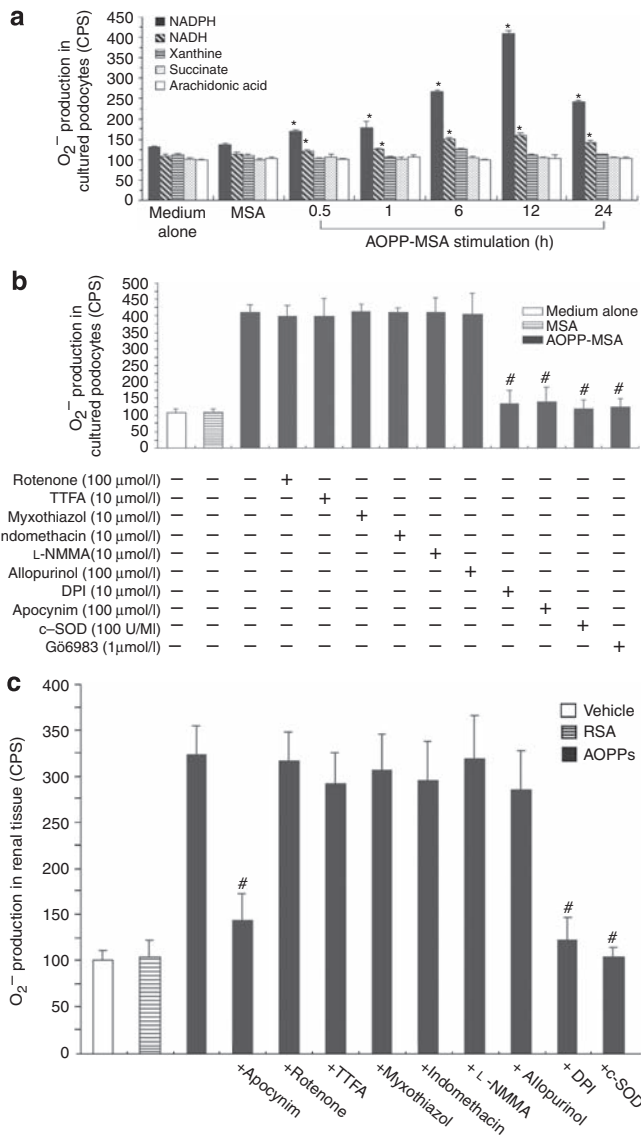 a
O2− production in
cultured podocytes (CPS)
450
400
350
300
250
200
150
100
50
0
NADPH
NADH
Xanthine
Succinate
Arachidonic acid
* * * * * * * * * *
Medium
alone
MSA
0.5
1
6
12
24
AOPP-MSA stimulation (h)
b
O2− production in
cultured podocytes (CPS)
500
450
400
350
300
250
200
150
100
50
0
Medium alone
MSA
AOPP-MSA
# # # #
Rotenone (100 μmol/l) − − − + − − − − − − − − −
TTFA (10 μmol/l) − − − − + − − − − − − − −
Myxothiazol (10 μmol/l) − − − − − + − − − − − − −
ndomethacin (10 μmol/l) − − − − − − + − − − − − −
L-NMMA(10 μmol/l) − − − − − − − + − − − − −
Allopurinol (100 μmol/l) − − − − − − − − + − − − −
DPI (10 μmol/l) − − − − − − − − − + − − −
Apocynim (100 μmol/l) − − − − − − − − − − + − −
c–SOD (100 U/Ml) − − − − − − − − − − − + −
Gö6983 (1μmol/l) − − − − − − − − − − − − +
c
O2− production in renal tissue (CPS)
400
350
300
250
200
150
100
50
0
Vehicle
RSA
AOPPs
# # #
+Apocynim
+Rotenone
+TTFA
+Myxothiazol
+Indomethacin
+ L -NMMA
+ Allopurinol
+ DPI
+c-SOD